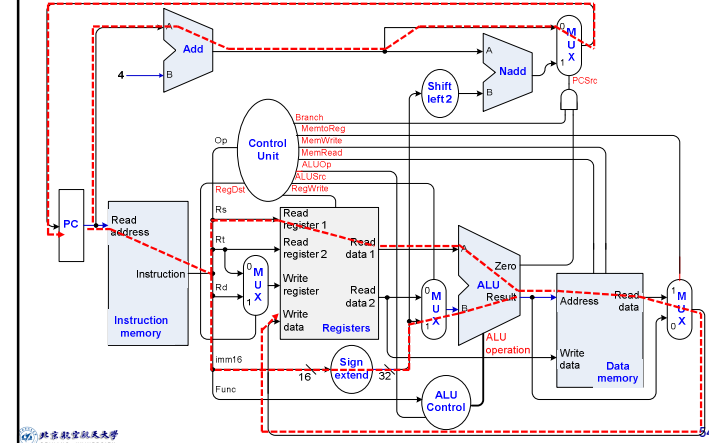 A
Add
4
B
A
Nadd
B
0
M
U
X
1
PCSrc
Shift
left 2
Branch
MemtoReg
MemWrite
MemRead
ALUOp
ALUSrc
RegWrite
RegDst
Op
Control
Unit
PC
Read
address
Instruction
Instruction
memory
Rs
Rt
Rd
imm16
Func
0
M
U
X
1
Read
register 1
Read
register 2
Write
register
Write
data
Read
data 1
Read
data 2
Registers
16
Sign
extend
32
0
M
U
X
1
A
B
Zero
ALU
Result
ALU
operation
ALU
Control
Address
Read
data
Write
data
Data
memory
1
M
U
X
0
北京航空航天大学